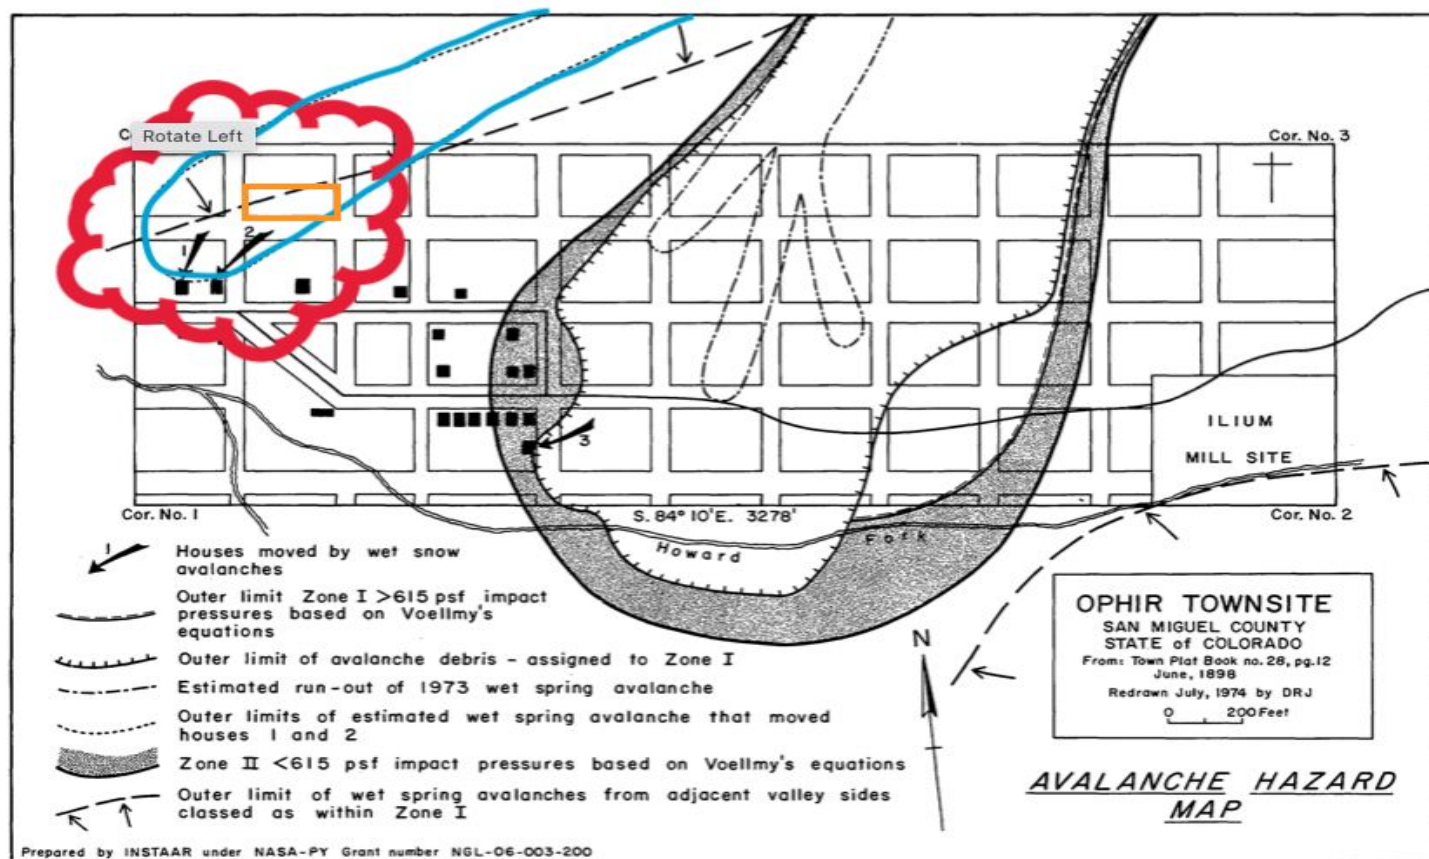 C
Rotate Left
Cor. No. 3
1
2
3
ILIUM
MILL SITE
Cor. No. 1
S. 84° 10'E. 3278'
Cor. No. 2
Howard Fork
1
Houses moved by wet snow
avalanches
Outer limit Zone I >615 psf impact
pressures based on Voellmy's
equations
Outer limit of avalanche debris - assigned to Zone I
Estimated run-out of 1973 wet spring avalanche
Outer limits of estimated wet spring avalanche that moved
houses 1 and 2
Zone II <615 psf impact pressures based on Voellmy's equations
Outer limit of wet spring avalanches from adjacent valley sides
classed as within Zone I
N
OPHIR TOWNSITE
SAN MIGUEL COUNTY
STATE of COLORADO
From: Town Plat Book no. 28, pg. 12
June, 1898
Redrawn July, 1974 by DRJ
0 200 Feet
AVALANCHE HAZARD
MAP
Prepared by INSTAAR under NASA-PY Grant number NGL-06-003-200